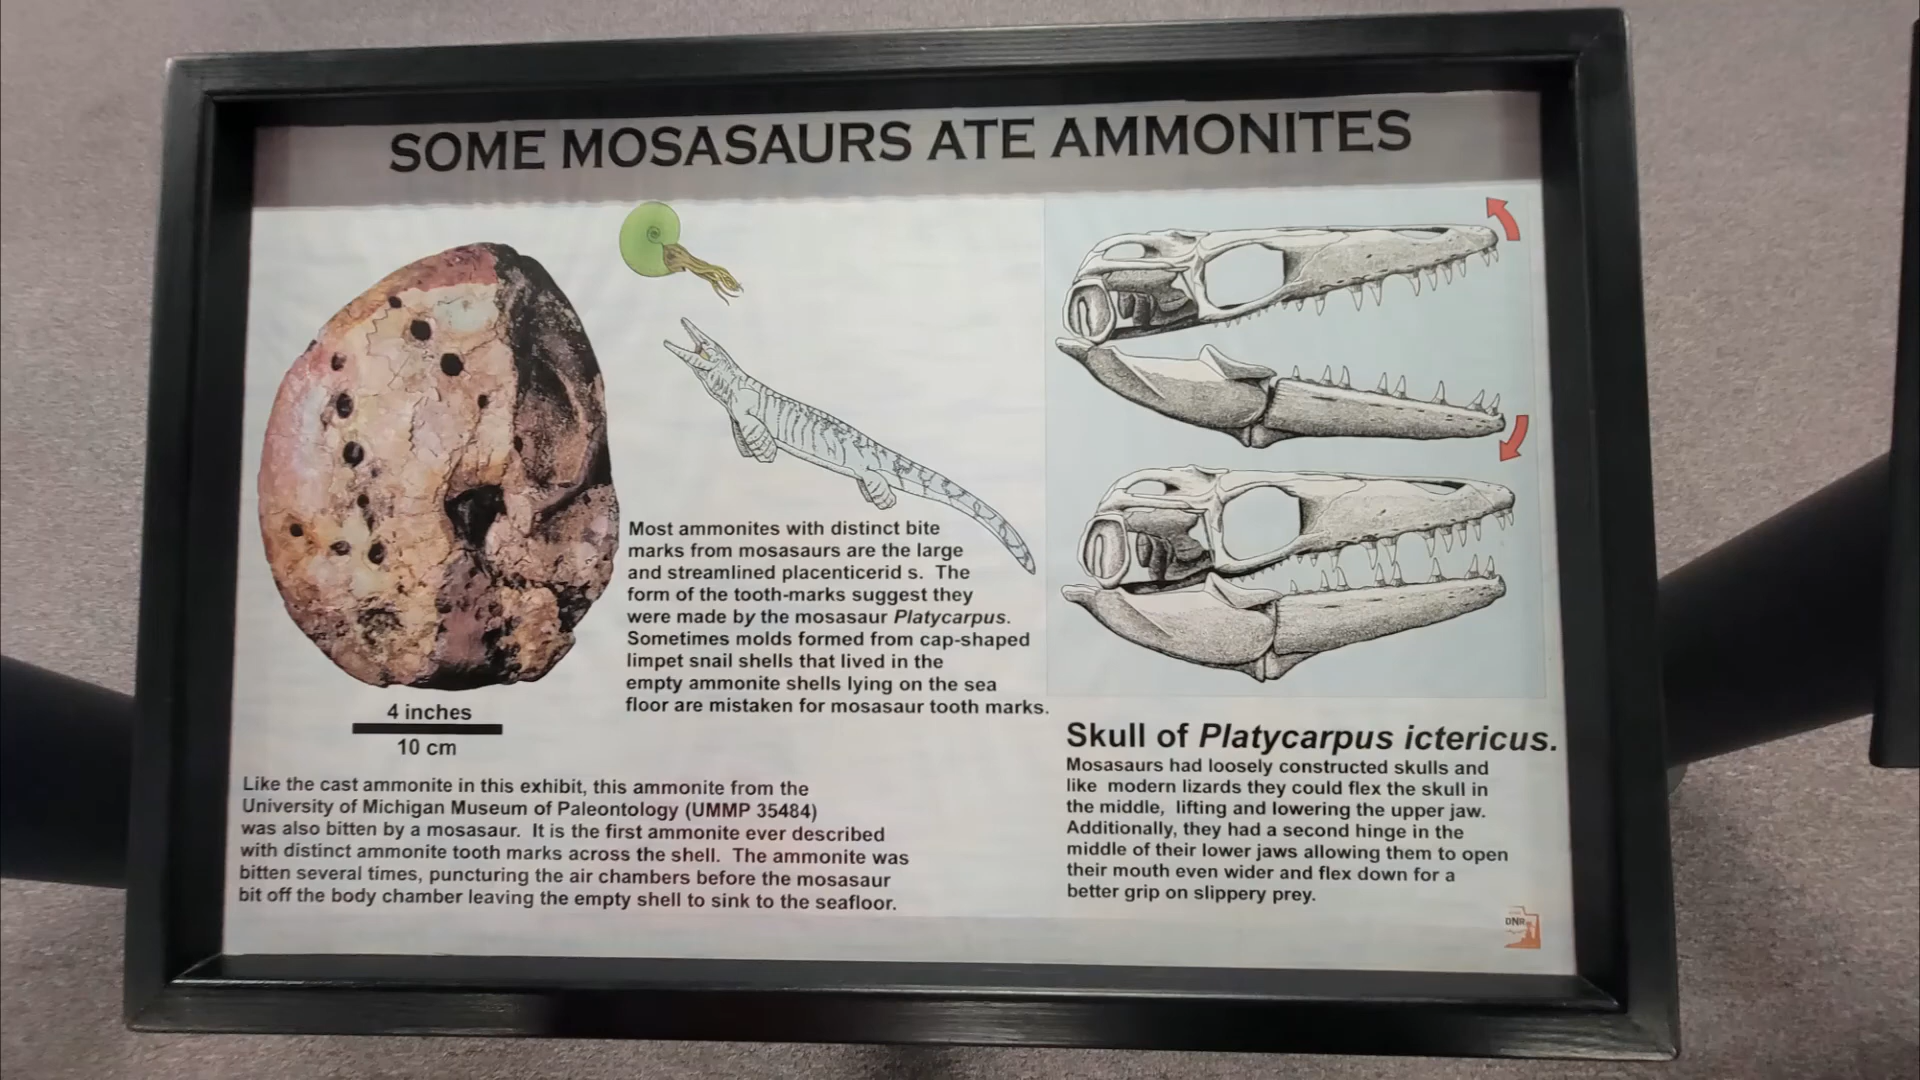 SOME MOSASAURS ATE AMMONITES
Most ammonites with distinct bite
marks from mosasaurs are the large
and streamlined placenticerid s. The
form of the tooth-marks suggest they
were made by the mosasaur Platycarpus.
Sometimes molds formed from cap-shaped
limpet snail shells that lived in the
empty ammonite shells lying on the sea
floor are mistaken for mosasaur tooth marks.
4 inches
10 cm
Like the cast ammonite in this exhibit, this ammonite from the
University of Michigan Museum of Paleontology (UMMP 35484)
was also bitten by a mosasaur. It is the first ammonite ever described
with distinct ammonite tooth marks across the shell. The ammonite was
bitten several times, puncturing the air chambers before the mosasaur
bit off the body chamber leaving the empty shell to sink to the seafloor.
Skull of Platycarpus ictericus.
Mosasaurs had loosely constructed skulls and
like modern lizards they could flex the skull in
the middle, lifting and lowering the upper jaw.
Additionally, they had a second hinge in the
middle of their lower jaws allowing them to open
their mouth even wider and flex down for a
better grip on slippery prey.
DNR